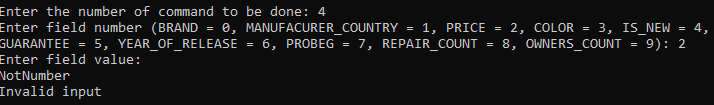 Enter the number of command to be done: 4
Enter field number (BRAND = 0, MANUFACURER_COUNTRY = 1, PRICE = 2, COLOR = 3, IS_NEW = 4,
GUARANTEE = 5, YEAR_OF_RELEASE = 6, PROBEG = 7, REPAIR_COUNT = 8, OWNERS_COUNT = 9): 2
Enter field value:
NotNumber
Invalid input